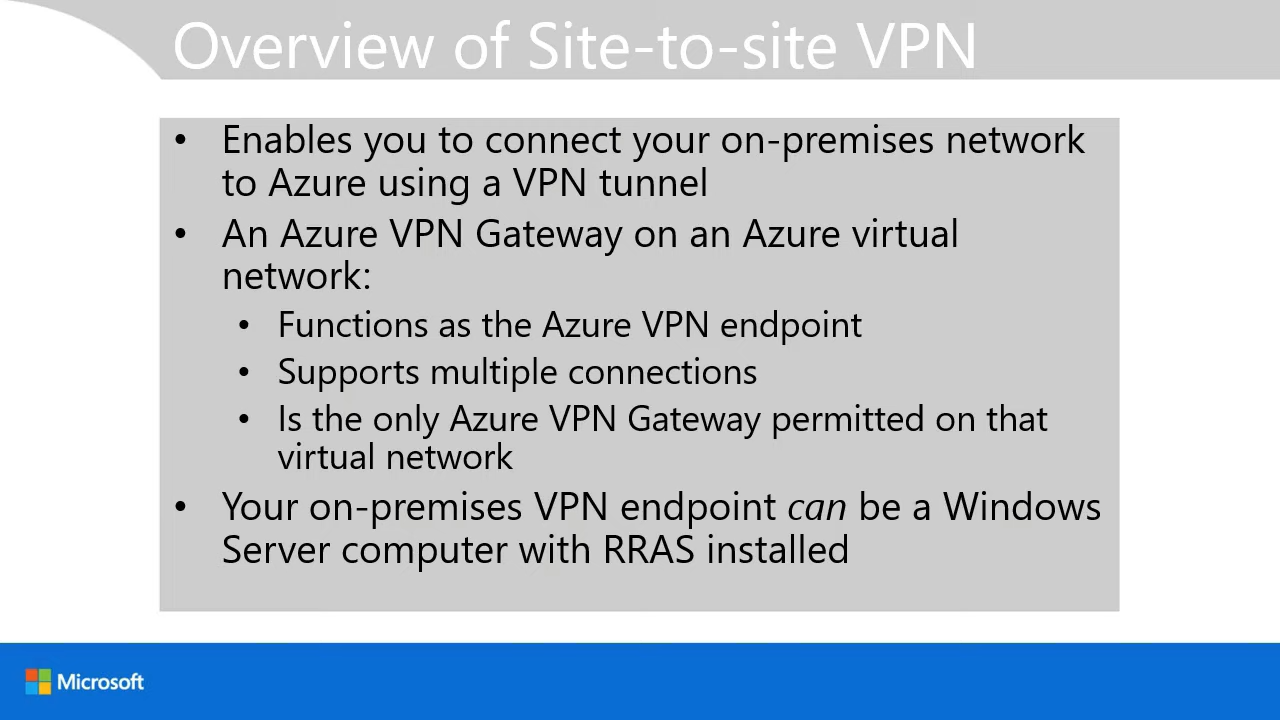 Overview of Site-to-site VPN
• Enables you to connect your on-premises network
to Azure using a VPN tunnel
• An Azure VPN Gateway on an Azure virtual
network:
• Functions as the Azure VPN endpoint
• Supports multiple connections
• Is the only Azure VPN Gateway permitted on that
virtual network
• Your on-premises VPN endpoint can be a Windows
Server computer with RRAS installed
Microsoft